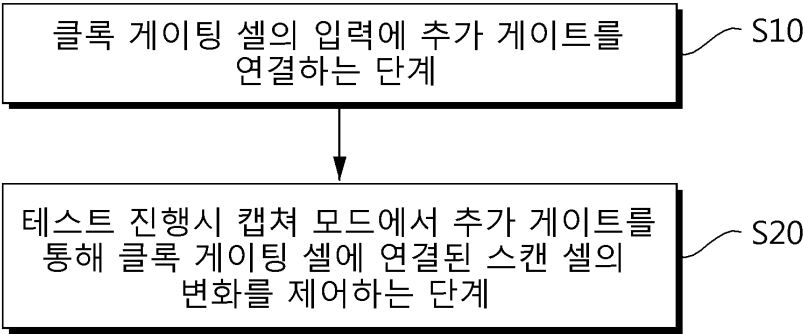 클록 게이팅 셀의 입력에 추가 게이트를
연결하는 단계
S10
테스트 진행시 캡쳐 모드에서 추가 게이트를
통해 클록 게이팅 셀에 연결된 스캔 셀의
변화를 제어하는 단계
S20